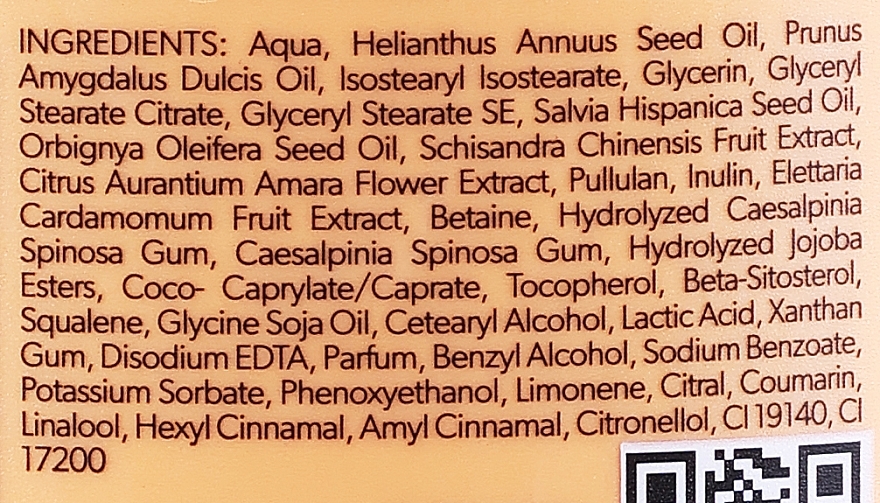 INGREDIENTS: Aqua, Helianthus Annuus Seed Oil, Prunus
Amygdalus Dulcis Oil, Isostearyl Isostearate, Glycerin, Glyceryl
Stearate Citrate, Glyceryl Stearate SE, Salvia Hispanica Seed Oil,
Orbignya Oleifera Seed Oil, Schisandra Chinensis Fruit Extract,
Citrus Aurantium Amara Flower Extract, Pullulan, Inulin, Elettaria
Cardamomum Fruit Extract, Betaine, Hydrolyzed Caesalpinia
Spinosa Gum, Caesalpinia Spinosa Gum, Hydrolyzed Jojoba
Esters, Coco- Caprylate/Caprate, Tocopherol, Beta-Sitosterol,
Squalene, Glycine Soja Oil, Cetearyl Alcohol, Lactic Acid, Xanthan
Gum, Disodium EDTA, Parfum, Benzyl Alcohol, Sodium Benzoate,
Potassium Sorbate, Phenoxyethanol, Limonene, Citral, Coumarin,
Linalool, Hexyl Cinnamal, Amyl Cinnamal, Citronellol, CI 19140, CI
17200